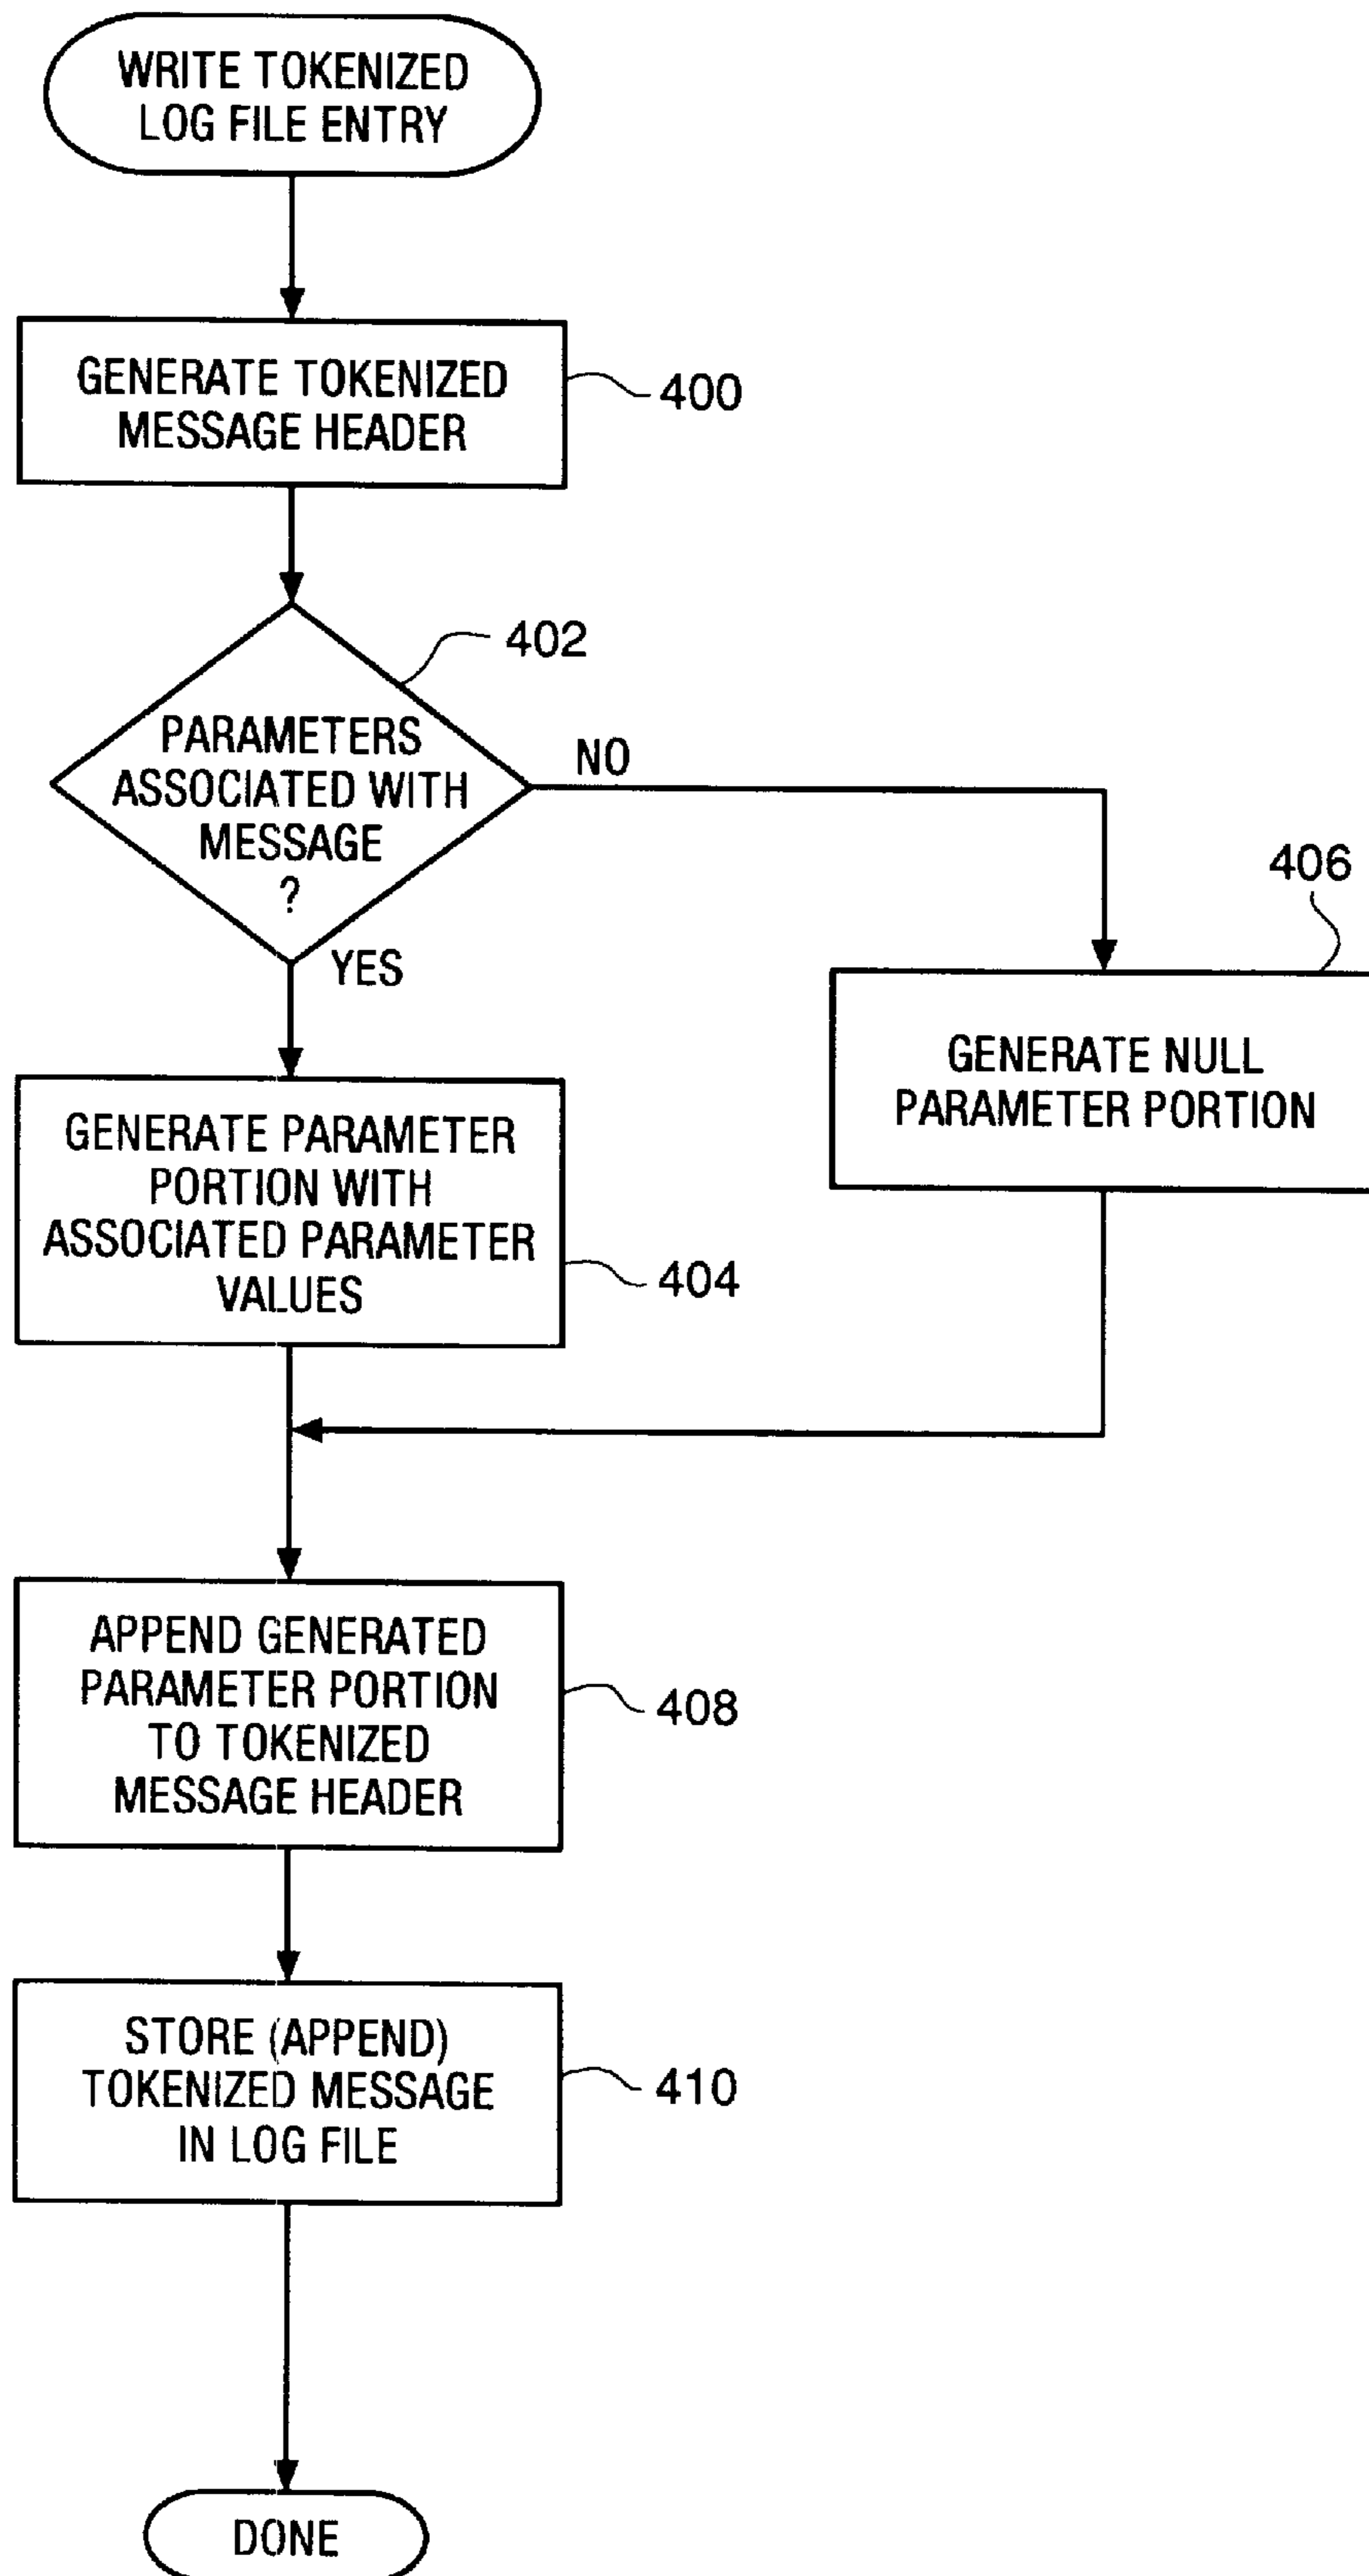 WRITE TOKENIZED
LOG FILE ENTRY
GENERATE TOKENIZED
MESSAGE HEADER
400
402
PARAMETERS
ASSOCIATED WITH
MESSAGE
?
NO
YES
406
GENERATE NULL
PARAMETER PORTION
GENERATE PARAMETER
PORTION WITH
ASSOCIATED PARAMETER
VALUES
404
APPEND GENERATED
PARAMETER PORTION
TO TOKENIZED
MESSAGE HEADER
408
STORE (APPEND)
TOKENIZED MESSAGE
IN LOG FILE
410
DONE